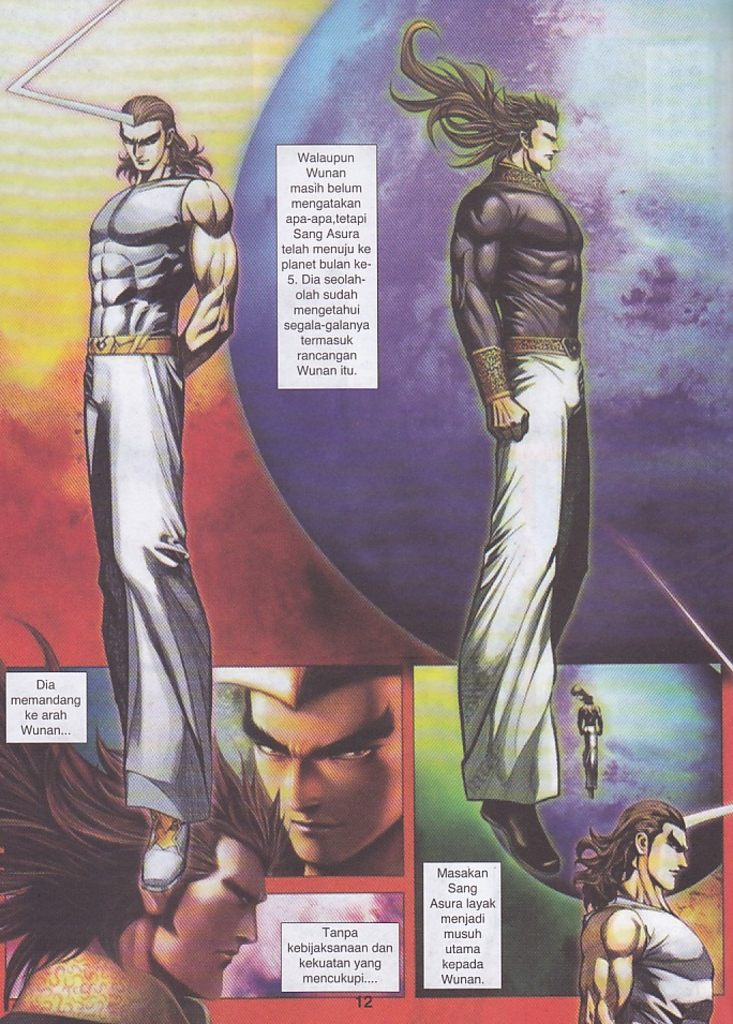 Walaupun
Wunan
masih belum
mengatakan
apa-apa,tetapi
Sang Asura
telah menuju ke
planet bulan ke-
5. Dia seolah-
olah sudah
mengetahui
segala-galanya
termasuk
rancangan
Wunan itu.
Dia
memandang
ke arah
Wunan...
Tanpa
kebijaksanaan dan
kekuatan yang
mencukupi....
Masakan
Sang
Asura layak
menjadi
musuh
utama
kepada
Wunan.
12